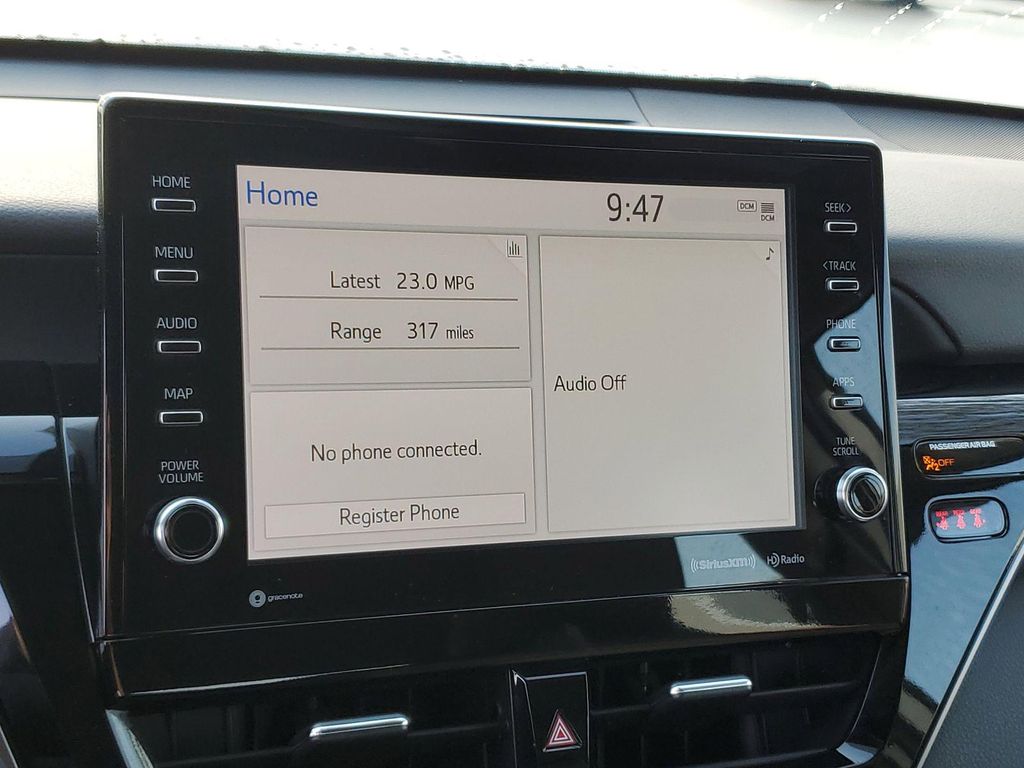 HOME
MENU
AUDIO
MAP
POWER
VOLUME
Home
9:47
DCM
DCM
Latest 23.0 MPG
Range 317 miles
No phone connected.
Register Phone
Audio Off
SEEK>
<TRACK
PHONE
APPS
TUNE
SCROLL
gracenote
((SiriusXM))
HD Radio
PASSENGER AIR BAG
OFF